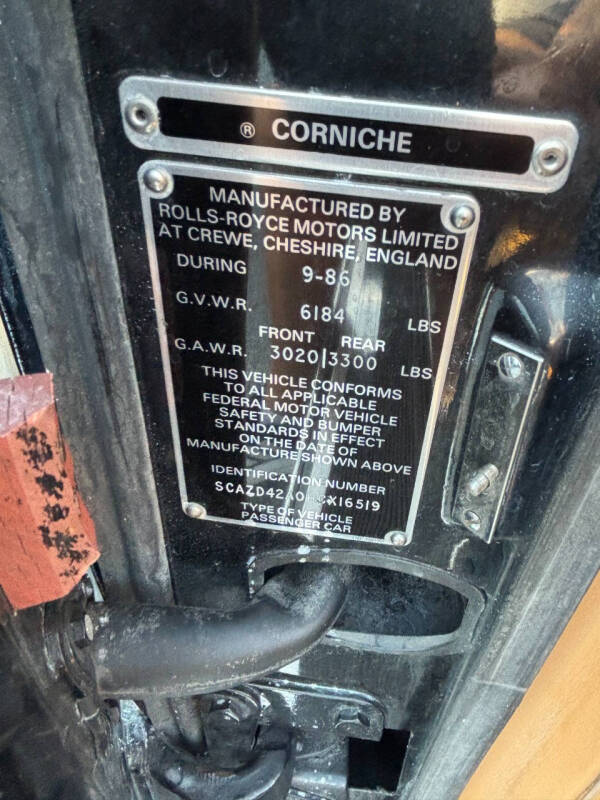 ® CORNICHE
MANUFACTURED BY
ROLLS-ROYCE MOTORS LIMITED
AT CREWE, CHESHIRE, ENGLAND
DURING 9-86
G.V.W.R. 6184 LBS
FRONT REAR
G.A.W.R. 3020|3300 LBS
THIS VEHICLE CONFORMS
TO ALL APPLICABLE
FEDERAL MOTOR VEHICLE
SAFETY AND BUMPER
STANDARDS IN EFFECT
ON THE DATE OF
MANUFACTURE SHOWN ABOVE
IDENTIFICATION NUMBER
TYPE OF VEHICLE
PASSENGER CAR